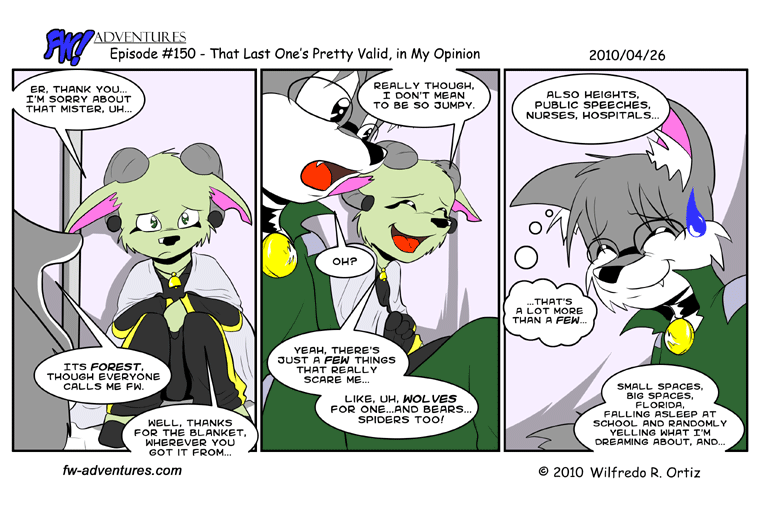 FW! ADVENTURES
Episode #150 - That Last One's Pretty Valid, in My Opinion
2010/04/26
ER, THANK YOU...
I'M SORRY ABOUT
THAT MISTER, UH...
ITS FOREST.
THOUGH EVERYONE
CALLS ME FW.
WELL, THANKS
FOR THE BLANKET,
WHEREVER YOU
GOT IT FROM...
REALLY THOUGH,
I DON'T MEAN
TO BE SO JUMPY.
OH?
YEAH, THERE'S
JUST A FEW THINGS
THAT REALLY
SCARE ME...
LIKE, UH, WOLVES
FOR ONE...AND BEARS...
SPIDERS TOO!
ALSO HEIGHTS,
PUBLIC SPEECHES,
NURSES, HOSPITALS...
...THAT'S
A LOT MORE
THAN A FEW...
SMALL SPACES,
BIG SPACES,
FLORIDA,
FALLING ASLEEP AT
SCHOOL AND RANDOMLY
YELLING WHAT I'M
DREAMING ABOUT, AND...
fw-adventures.com
© 2010 Wilfredo R. Ortiz